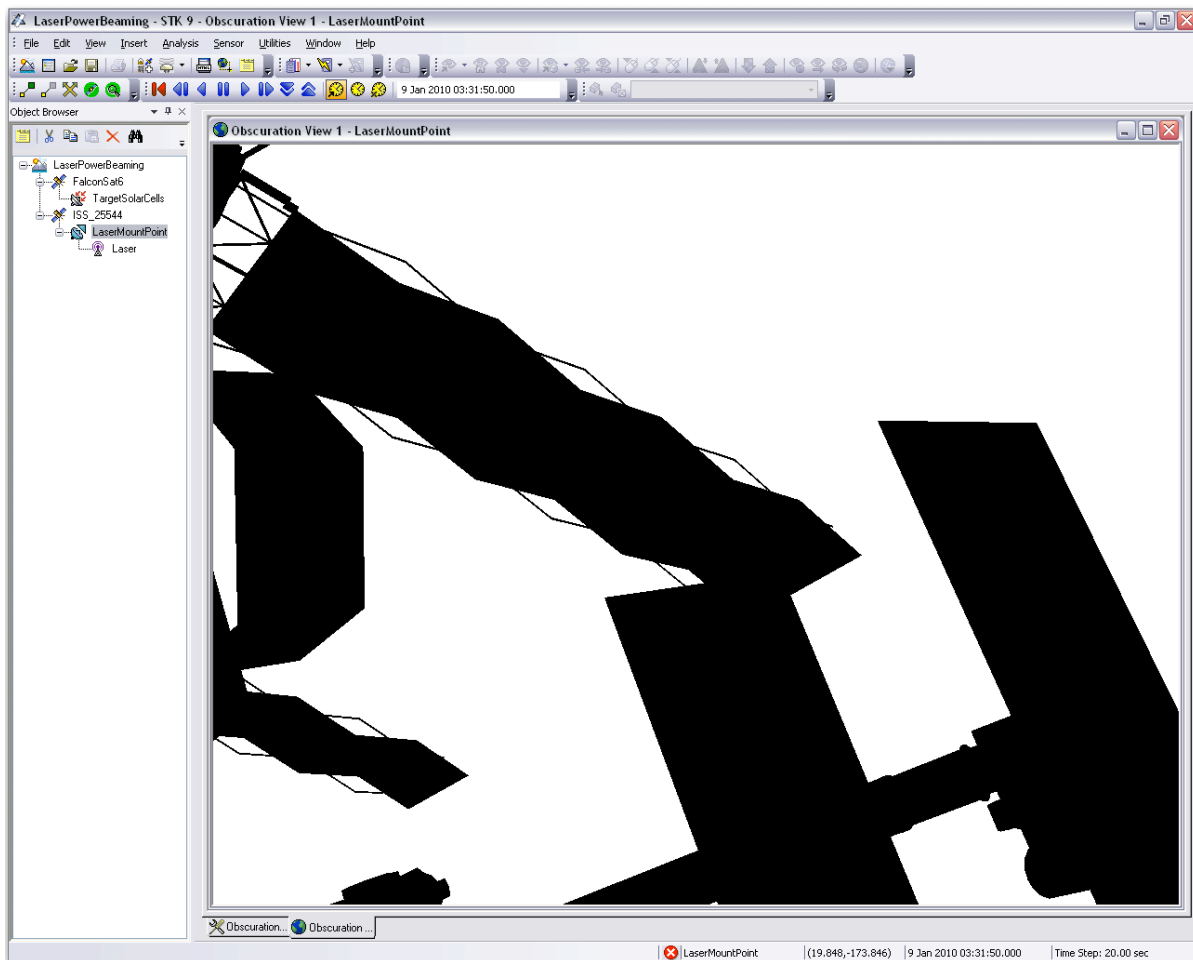 LaserPowerBeaming - STK 9 - Obscuration View 1 - LaserMountPoint
File Edit View Insert Analysis Sensor Utilities Window Help
9 Jan 2010 03:31:50.000
Object Browser
Obscuration View 1 - LaserMountPoint
LaserPowerBeaming
FalconSat6
TargetSolarCells
ISS_25544
LaserMountPoint
Laser
Obscuration... Obscuration ...
LaserMountPoint (19.848,-173.846) 9 Jan 2010 03:31:50.000 Time Step: 20.00 sec